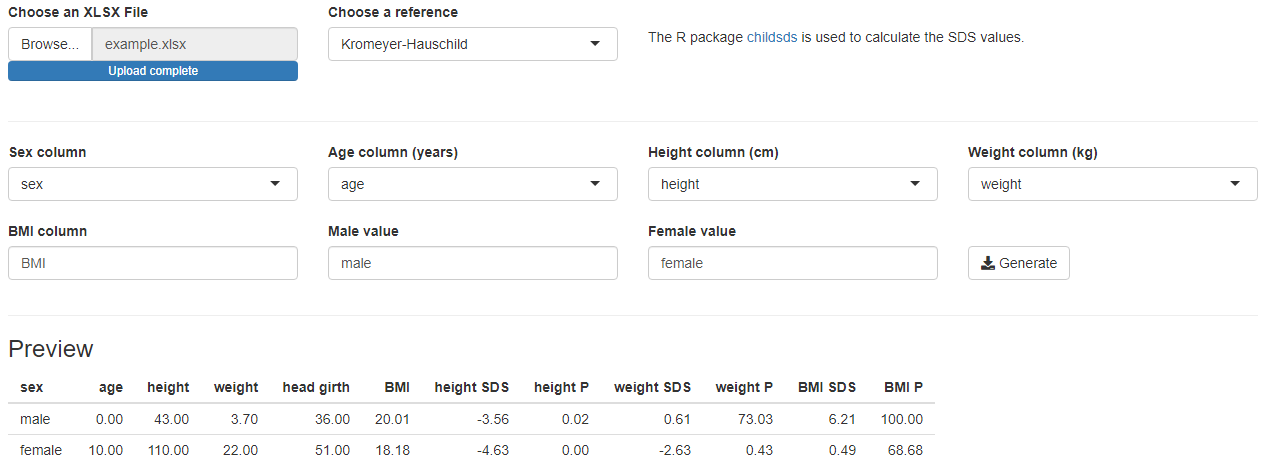 Choose an XLSX File Choose a reference
Browse... example.xlsx Kromeyer-Hauschild The R package childsds is used to calculate the SDS values.
Upload complete
Sex column Age column (years) Height column (cm) Weight column (kg)
sex age height weight
BMI column Male value Female value
BMI male female Generate
Preview
sex age height weight head girth BMI height SDS height P weight SDS weight P BMI SDS BMI P
male 0.00 43.00 3.70 36.00 20.01 -3.56 0.02 0.61 73.03 6.21 100.00
female 10.00 110.00 22.00 51.00 18.18 -4.63 0.00 -2.63 0.43 0.49 68.68